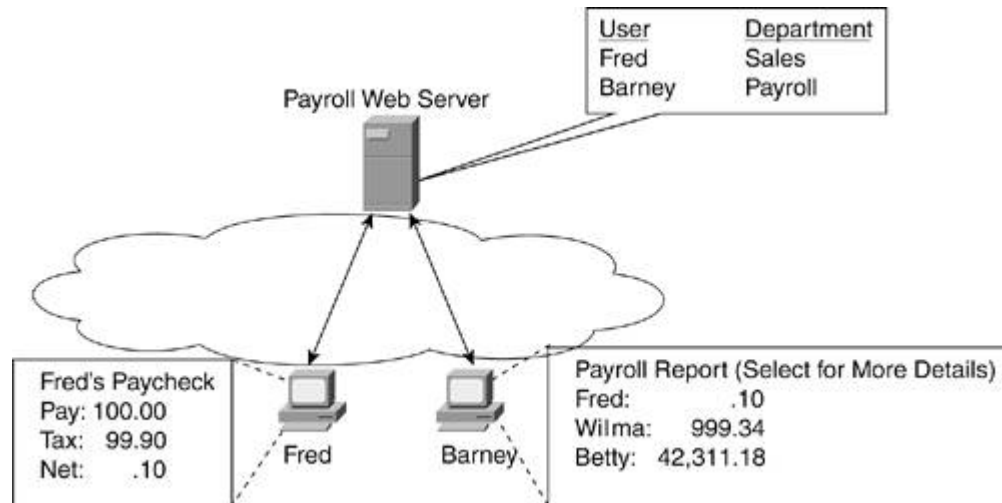 User Department
Fred Sales
Barney Payroll
Payroll Web Server
Fred's Paycheck
Pay: 100.00
Tax: 99.90
Net: .10
Fred
Barney
Payroll Report (Select for More Details)
Fred: .10
Wilma: 999.34
Betty: 42,311.18